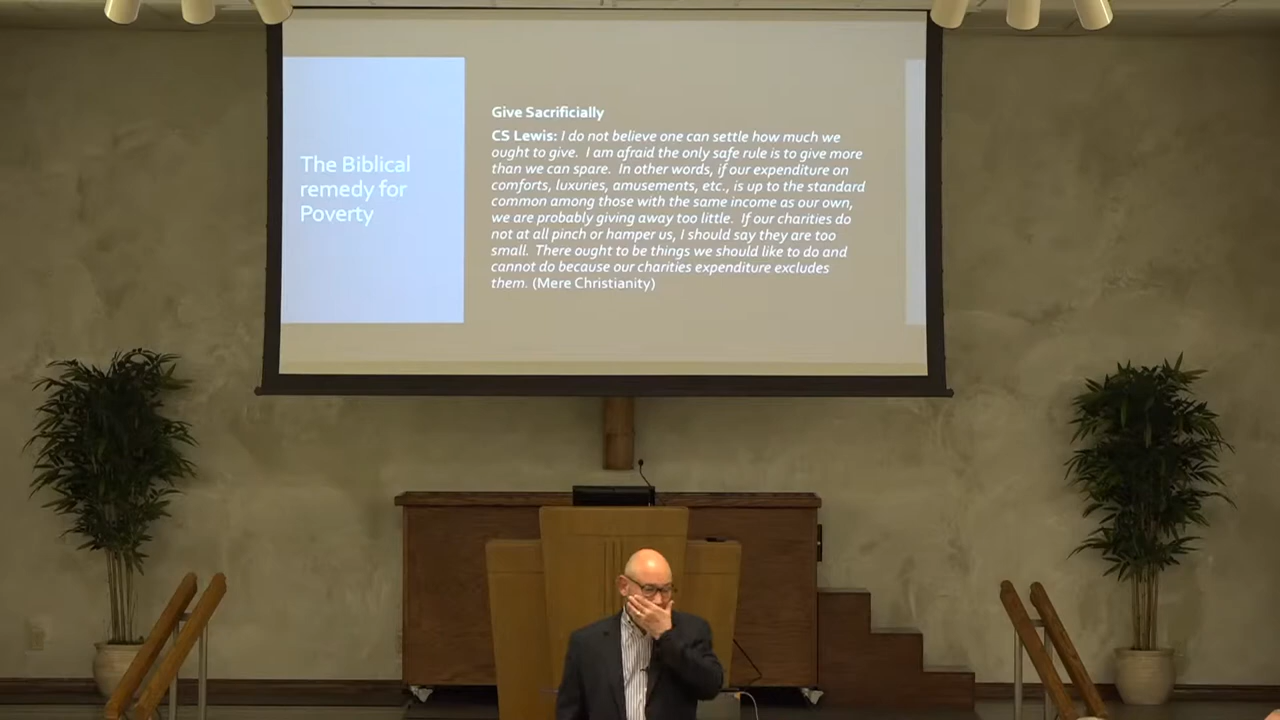 The Biblical
remedy for
Poverty
Give Sacrificially
CS Lewis: I do not believe one can settle how much we
ought to give. I am afraid the only safe rule is to give more
than we can spare. In other words, if our expenditure on
comforts, luxuries, amusements, etc., is up to the standard
common among those with the same income as our own,
we are probably giving away too little. If our charities do
not at all pinch or hamper us, I should say they are too
small. There ought to be things we should like to do and
cannot do because our charities expenditure excludes
them. (Mere Christianity)